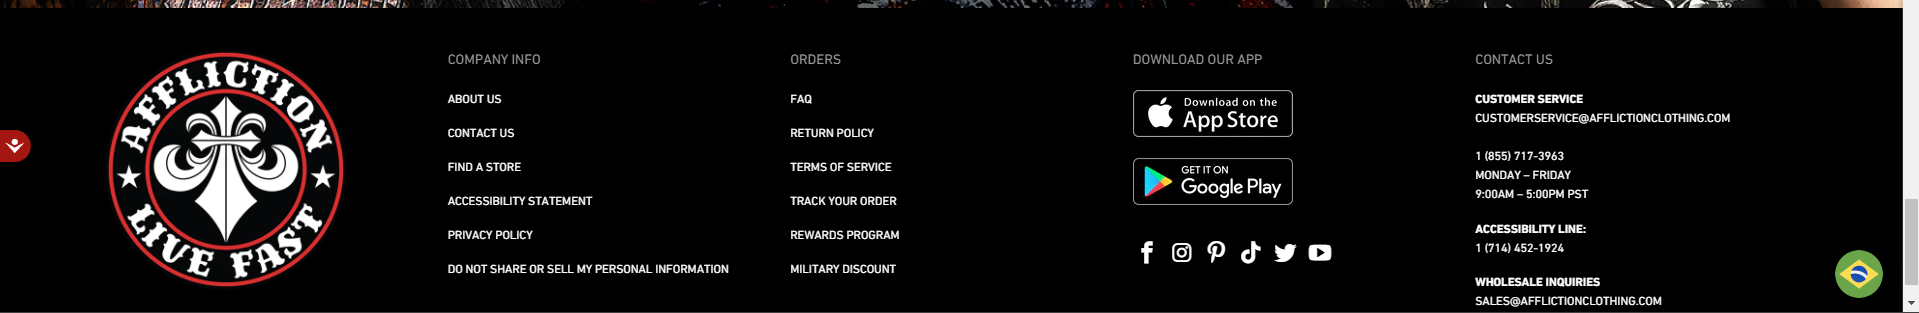 AFFLICTION
LIVE FAST
COMPANY INFO
ABOUT US
CONTACT US
FIND A STORE
ACCESSIBILITY STATEMENT
PRIVACY POLICY
DO NOT SHARE OR SELL MY PERSONAL INFORMATION
ORDERS
FAQ
RETURN POLICY
TERMS OF SERVICE
TRACK YOUR ORDER
REWARDS PROGRAM
MILITARY DISCOUNT
DOWNLOAD OUR APP
Download on the
App Store
GET IT ON
Google Play
CONTACT US
CUSTOMER SERVICE
CUSTOMERSERVICE@AFFLICTIONCLOTHING.COM
1 (855) 717-3963
MONDAY – FRIDAY
9:00AM – 5:00PM PST
ACCESSIBILITY LINE:
1 (714) 452-1924
WHOLESALE INQUIRIES
SALES@AFFLICTIONCLOTHING.COM